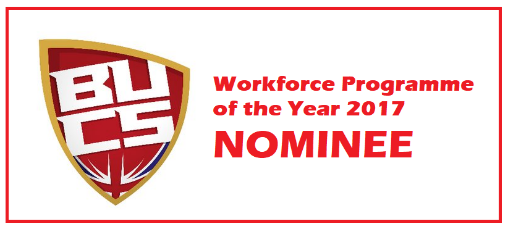 BU
CS
Workforce Programme
of the Year 2017
NOMINEE